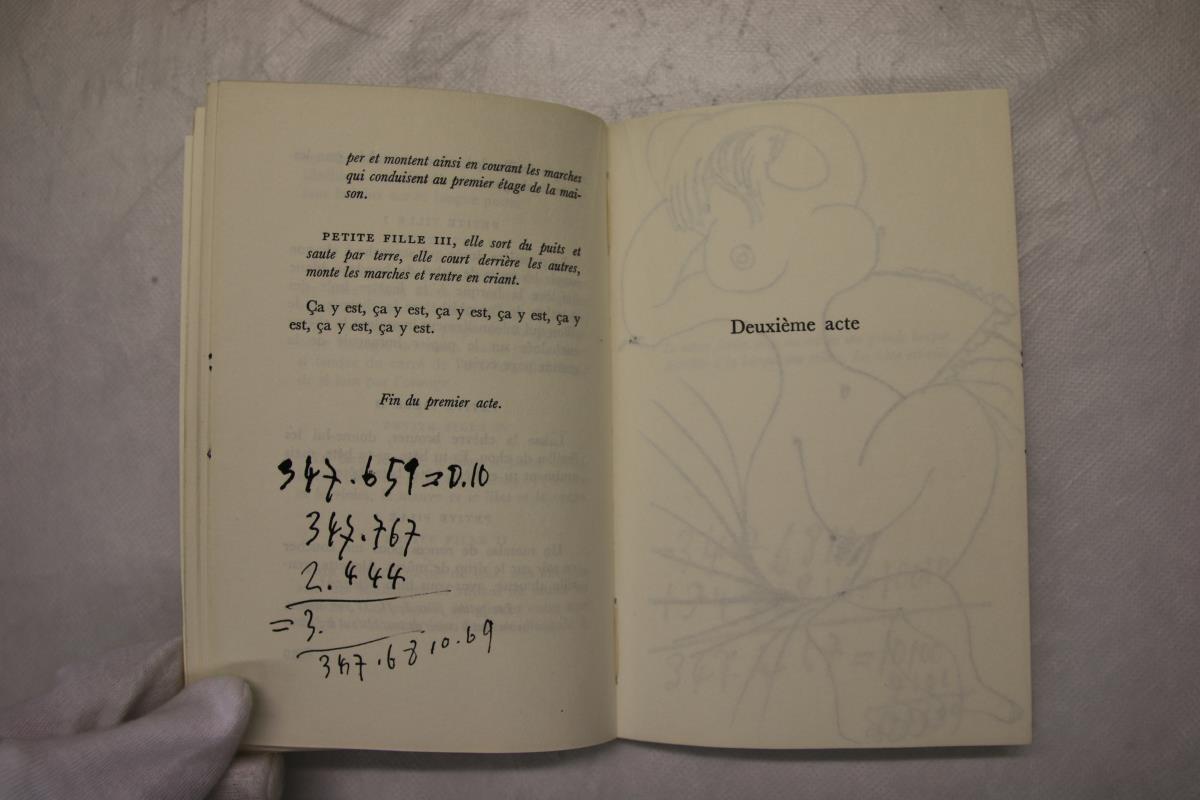 per et montent ainsi en courant les marches
qui conduisent au premier étage de la mai-
son.
PETITE FILLE III, elle sort du puits et
saute par terre, elle court derrière les autres,
monte les marches et rentre en criant.
Ça y est, ça y est, ça y est, ça y est, ça y
est, ça y est, ça y est.
Fin du premier acte.
347.659=0.10
347.767
2.444
=3.
347.68 10.69
Deuxième acte